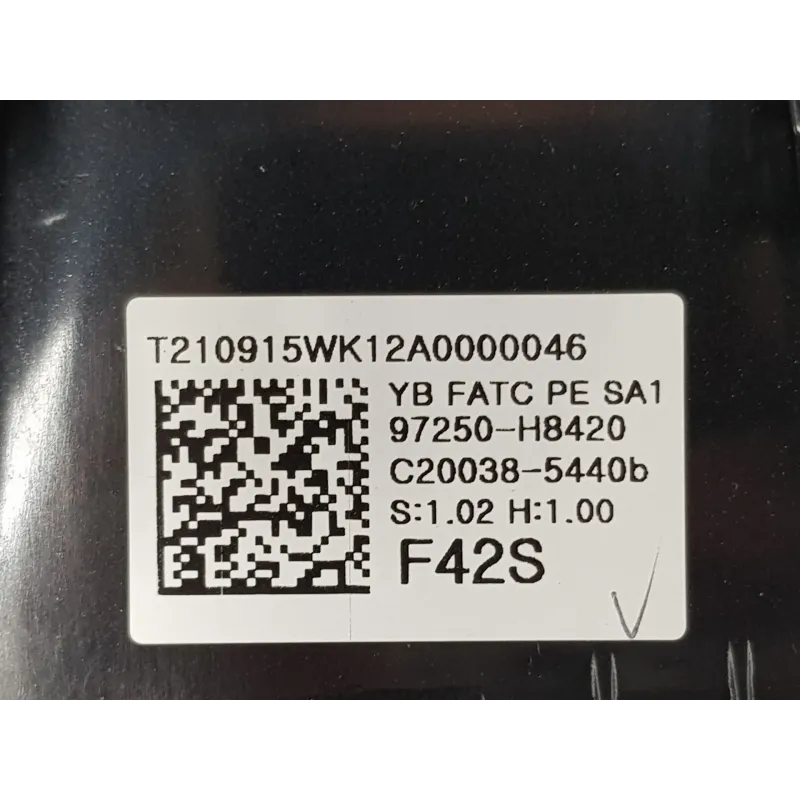 T210915WK12A0000046
YB FATC PE SA1
97250-H8420
C20038-5440b
S:1.02 H:1.00
F42S